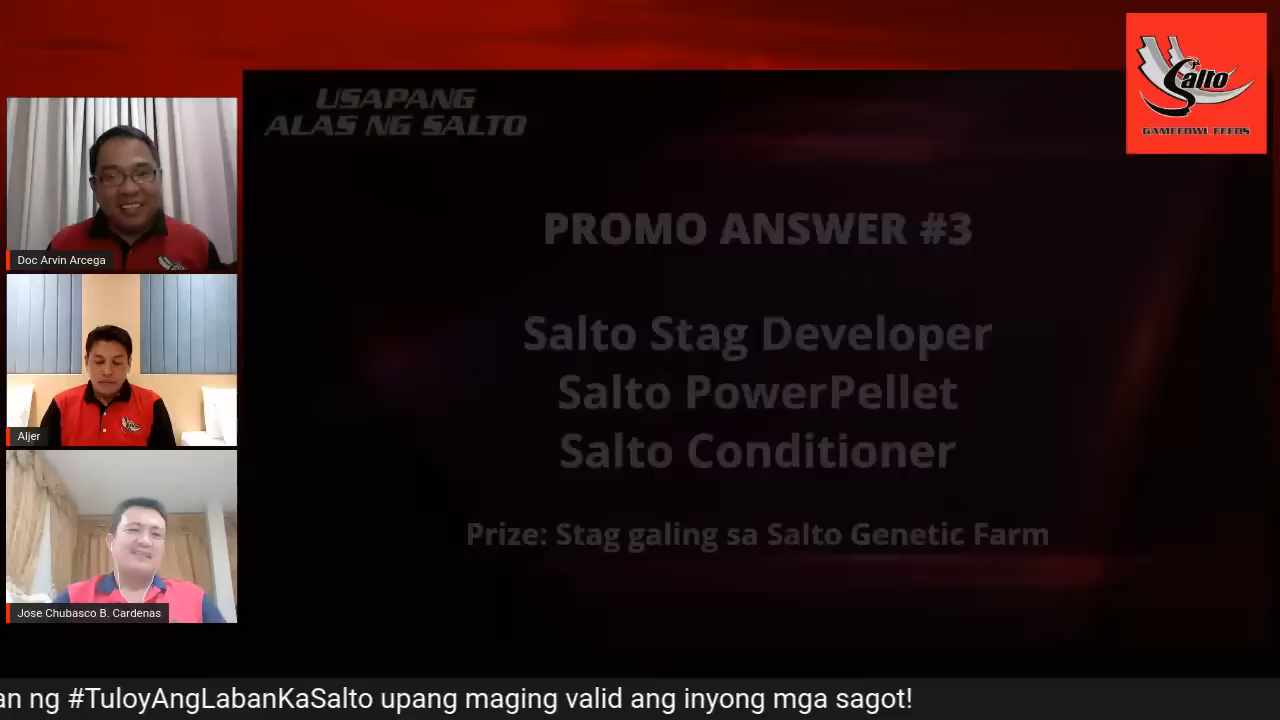 USAPANG
ALAS NG SALTO
Salto
GAMEFOWL FEEDS
Doc Arvin Arcega
Aljer
Jose Chubasco B. Cardenas
PROMO ANSWER #3
Salto Stag Developer
Salto PowerPellet
Salto Conditioner
Prize: Stag galing sa Salto Genetic Farm
an ng #TuloyAngLabanKaSalto upang maging valid ang inyong mga sagot!